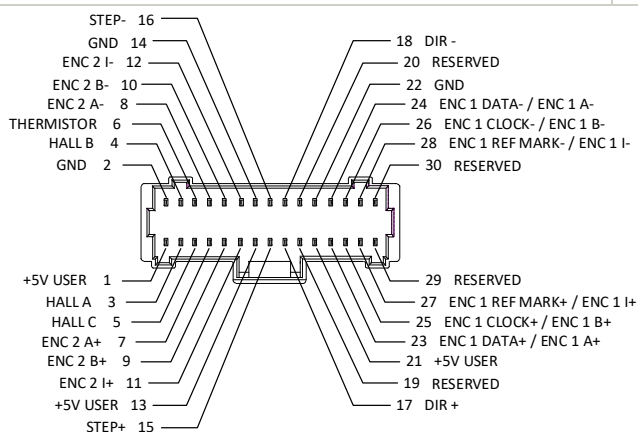 STEP- 16
GND 14
ENC 2 I- 12
ENC 2 B- 10
ENC 2 A- 8
THERMISTOR 6
HALL B 4
GND 2
18 DIR -
20 RESERVED
22 GND
24 ENC 1 DATA- / ENC 1 A-
26 ENC 1 CLOCK- / ENC 1 B-
28 ENC 1 REF MARK- / ENC 1 I-
30 RESERVED
+5V USER 1
HALL A 3
HALL C 5
ENC 2 A+ 7
ENC 2 B+ 9
ENC 2 I+ 11
+5V USER 13
STEP+ 15
29 RESERVED
27 ENC 1 REF MARK+ / ENC 1 I+
25 ENC 1 CLOCK+ / ENC 1 B+
23 ENC 1 DATA+ / ENC 1 A+
21 +5V USER
19 RESERVED
17 DIR +